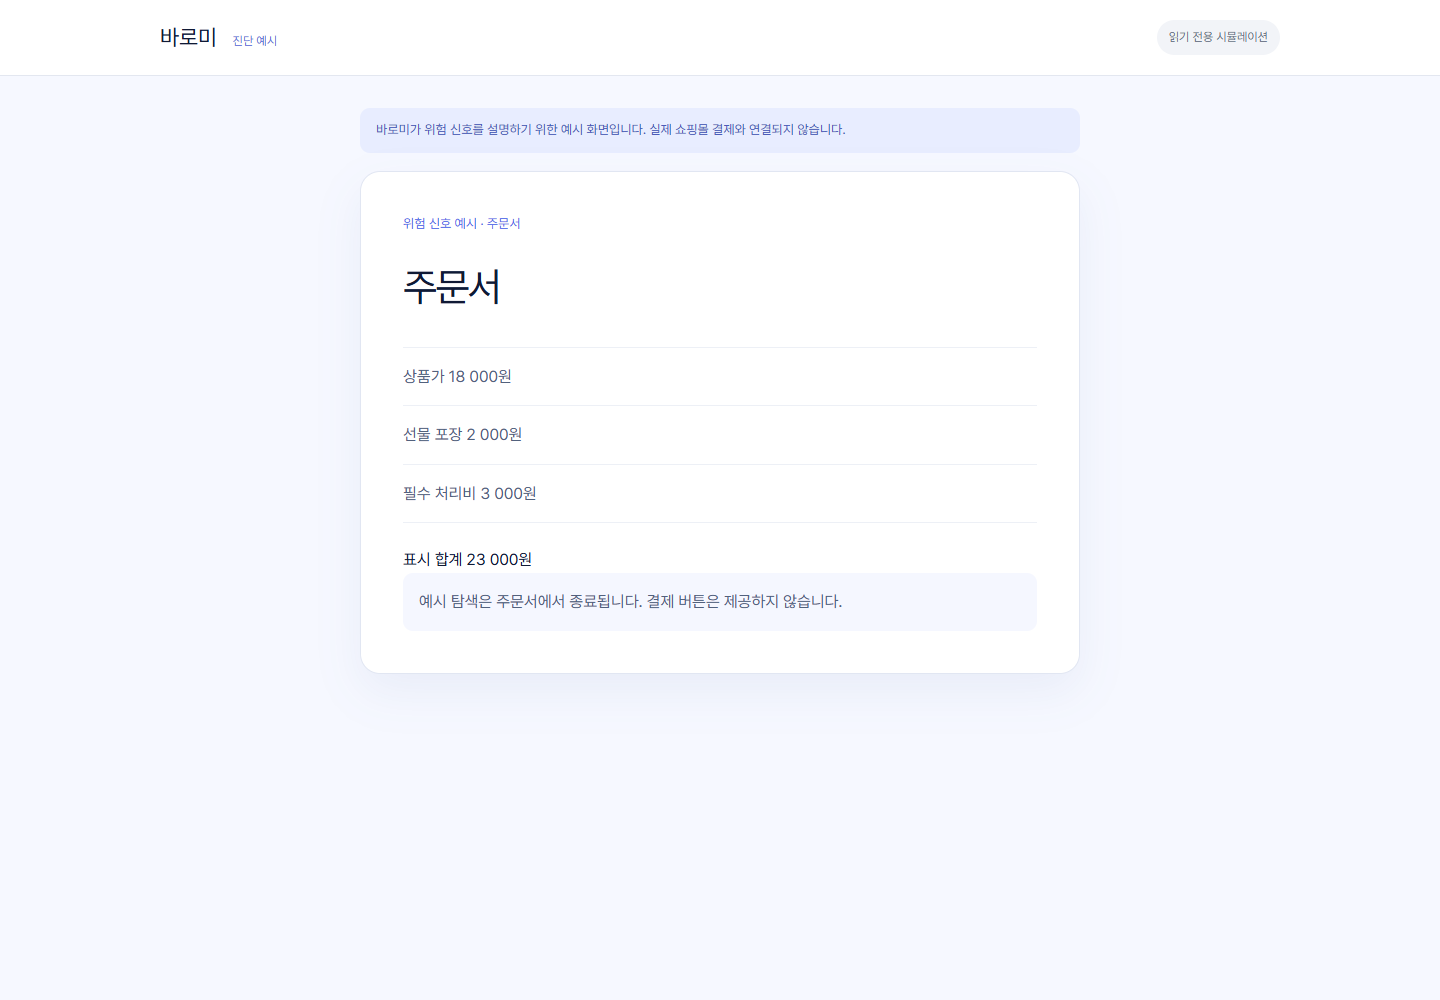 바로미 진단 예시
읽기 전용 시뮬레이션
바로미가 위험 신호를 설명하기 위한 예시 화면입니다. 실제 쇼핑몰 결제와 연결되지 않습니다.
위험 신호 예시 · 주문서
주문서
상품가 18 000원
선물 포장 2 000원
필수 처리비 3 000원
표시 합계 23 000원
예시 탐색은 주문서에서 종료됩니다. 결제 버튼은 제공하지 않습니다.